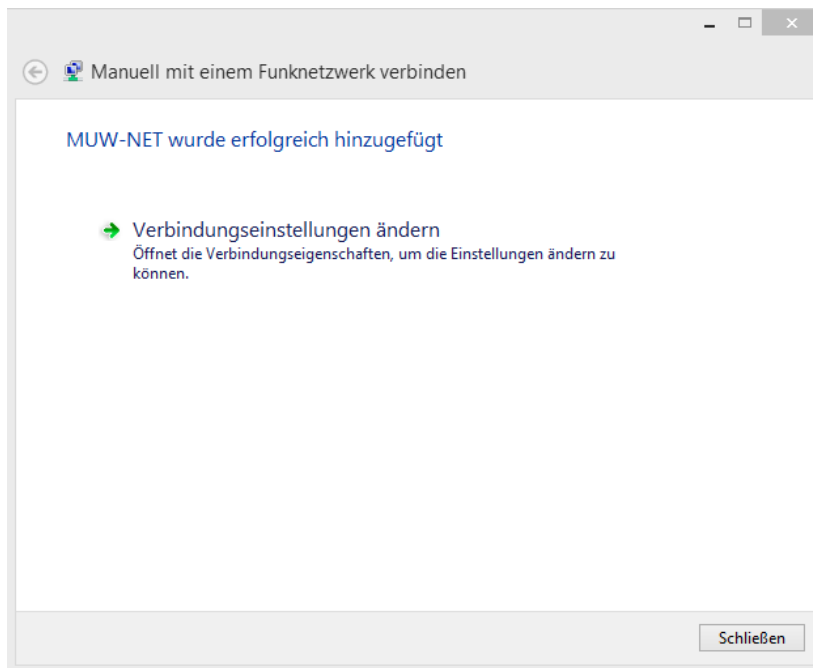 Manuell mit einem Funknetzwerk verbinden
MUW-NET wurde erfolgreich hinzugefügt
Verbindungseinstellungen ändern
Öffnet die Verbindungseigenschaften, um die Einstellungen ändern zu
können.
Schließen